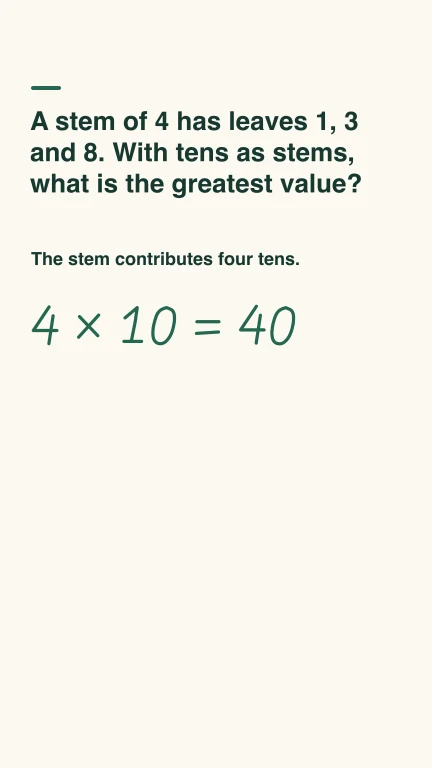 A stem of 4 has leaves 1, 3
and 8. With tens as stems,
what is the greatest value?
The stem contributes four tens.
4 × 10 = 40